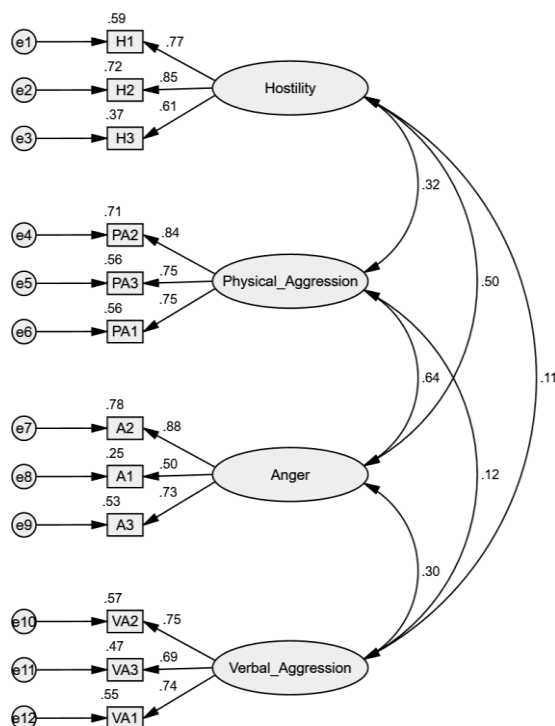 .59
e1 H1 .77
.72
e2 H2 .85 Hostility
.37 .61
e3 H3
.32
.71
e4 PA2 .84
.56
e5 PA3 .75 Physical_Aggression .50
.56 .75
e6 PA1
.64 .11
.78
e7 A2 .88
.25
e8 A1 .50 Anger .12
.53 .73
e9 A3
.30
.57
e10 VA2 .75
.47
e11 VA3 .69 Verbal_Aggression
.55 .74
e12 VA1